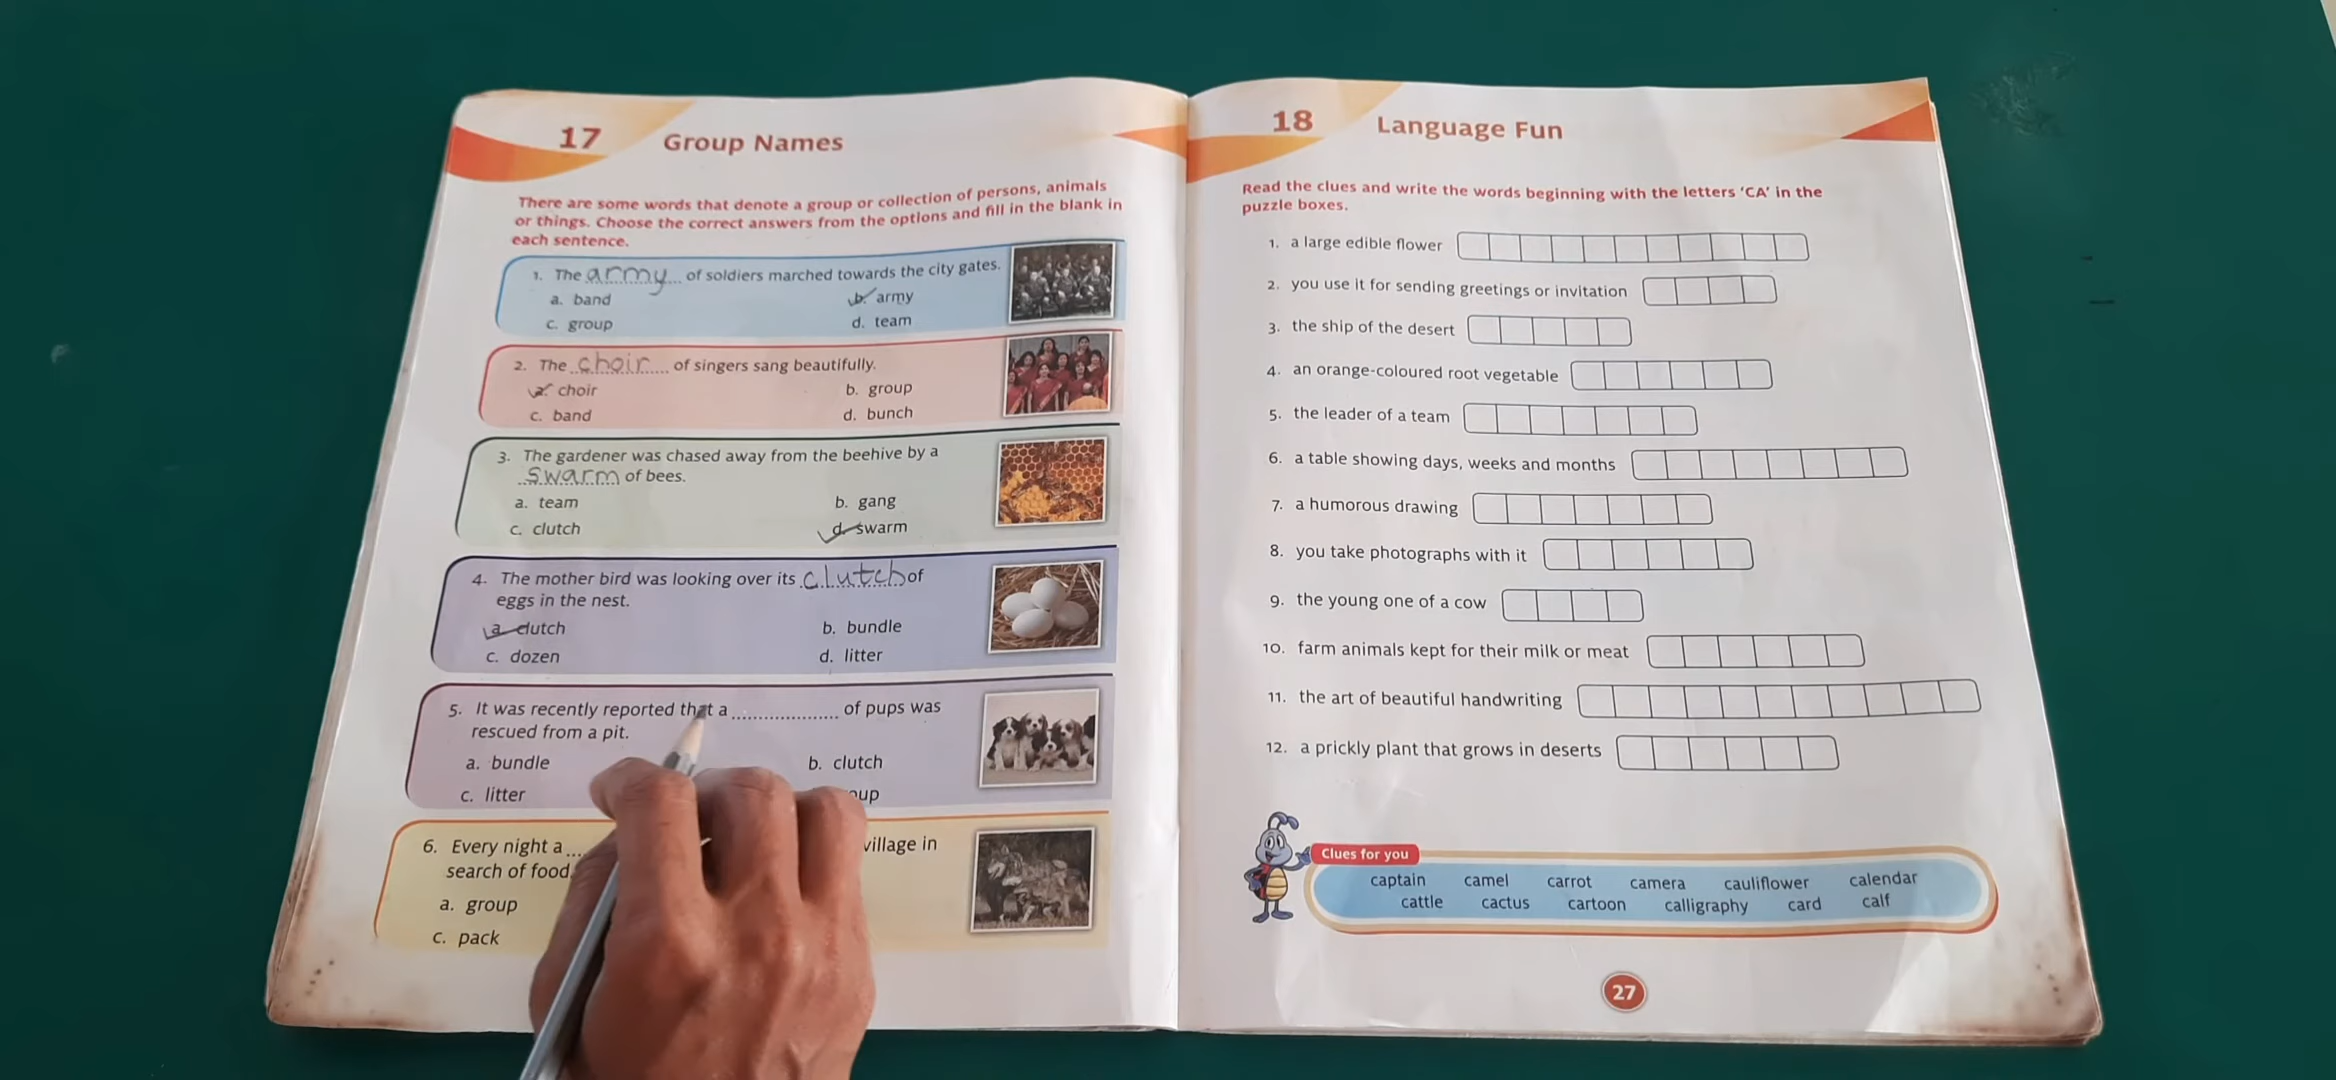 17 Group Names
There are some words that denote a group or collection of persons, animals
or things. Choose the correct answers from the options and fill in the blank in
each sentence.
1. The army of soldiers marched towards the city gates.
a. band b. army
c. group d. team
2. The choir of singers sang beautifully.
a. choir b. group
c. band d. bunch
3. The gardener was chased away from the beehive by a
swarm of bees.
a. team b. gang
c. clutch d. swarm
4. The mother bird was looking over its clutch of
eggs in the nest.
a. clutch b. bundle
c. dozen d. litter
5. It was recently reported that a .................... of pups was
rescued from a pit.
a. bundle b. clutch
c. litter
6. Every night a ... village in
search of food
a. group
c. pack
18 Language Fun
Read the clues and write the words beginning with the letters ‘CA’ in the
puzzle boxes.
1. a large edible flower
2. you use it for sending greetings or invitation
3. the ship of the desert
4. an orange-coloured root vegetable
5. the leader of a team
6. a table showing days, weeks and months
7. a humorous drawing
8. you take photographs with it
9. the young one of a cow
10. farm animals kept for their milk or meat
11. the art of beautiful handwriting
12. a prickly plant that grows in deserts
Clues for you
captain camel carrot camera cauliflower calendar
cattle cactus cartoon calligraphy card calf
27